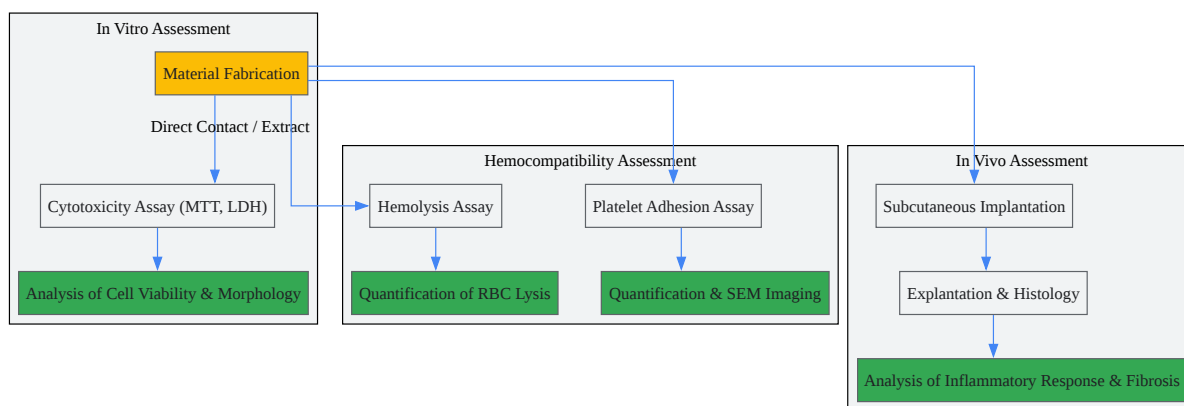 In Vitro Assessment
Material Fabrication
Direct Contact / Extract
Cytotoxicity Assay (MTT, LDH)
Analysis of Cell Viability & Morphology
Hemocompatibility Assessment
Hemolysis Assay
Platelet Adhesion Assay
Quantification of RBC Lysis
Quantification & SEM Imaging
In Vivo Assessment
Subcutaneous Implantation
Explantation & Histology
Analysis of Inflammatory Response & Fibrosis